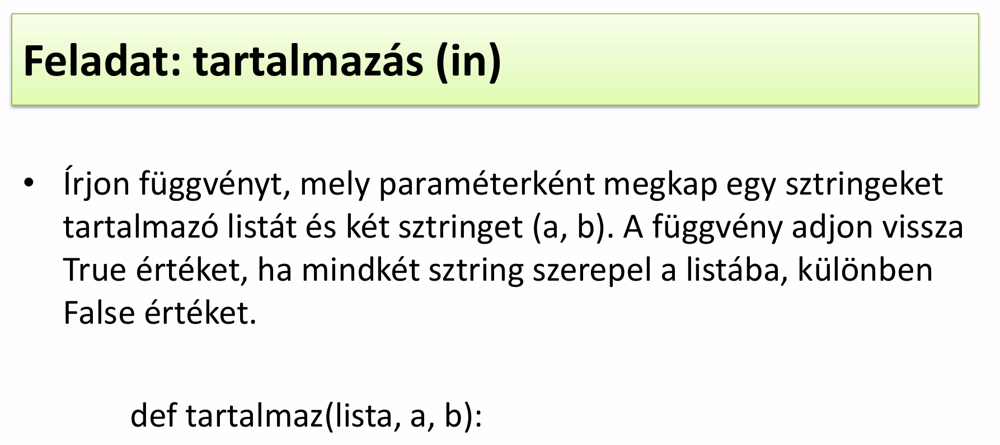 Feladat: tartalmazás (in)
• Írjon függvényt, mely paraméterként megkap egy sztringeket
tartalmazó listát és két sztringet (a, b). A függvény adjon vissza
True értéket, ha mindkét sztring szerepel a listába, különben
False értéket.
def tartalmaz(lista, a, b):